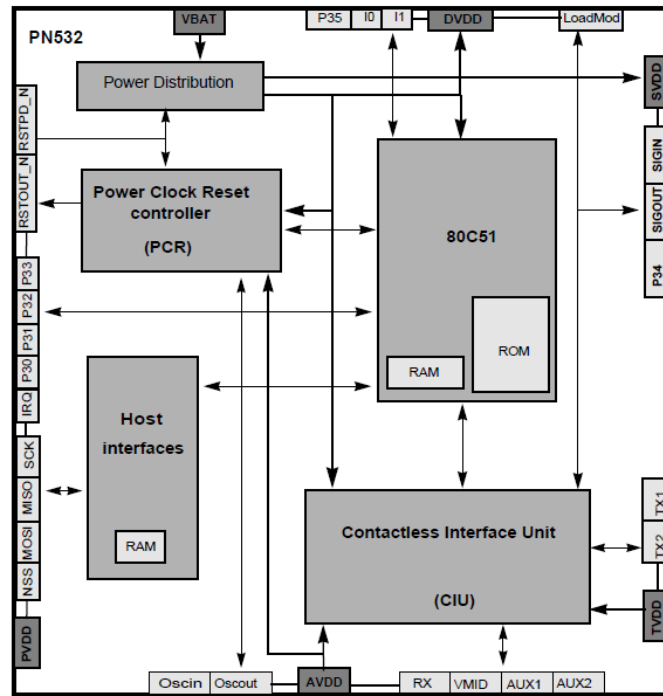 PN532
VBAT
P35 I0 I1
DVDD
LoadMod
Power Distribution
SVDD
RSTPD_N
RSTOUT_N
SIGIN
SIGOUT
P34
Power Clock Reset
controller
(PCR)
80C51
RAM
ROM
P33
P32
P31
P30
IRQ
Host
interfaces
RAM
SCK
MISO
MOSI
NSS
PVDD
Contactless Interface Unit
(CIU)
TX1
TX2
TVDD
Oscin Oscout
AVDD
RX VMID AUX1 AUX2